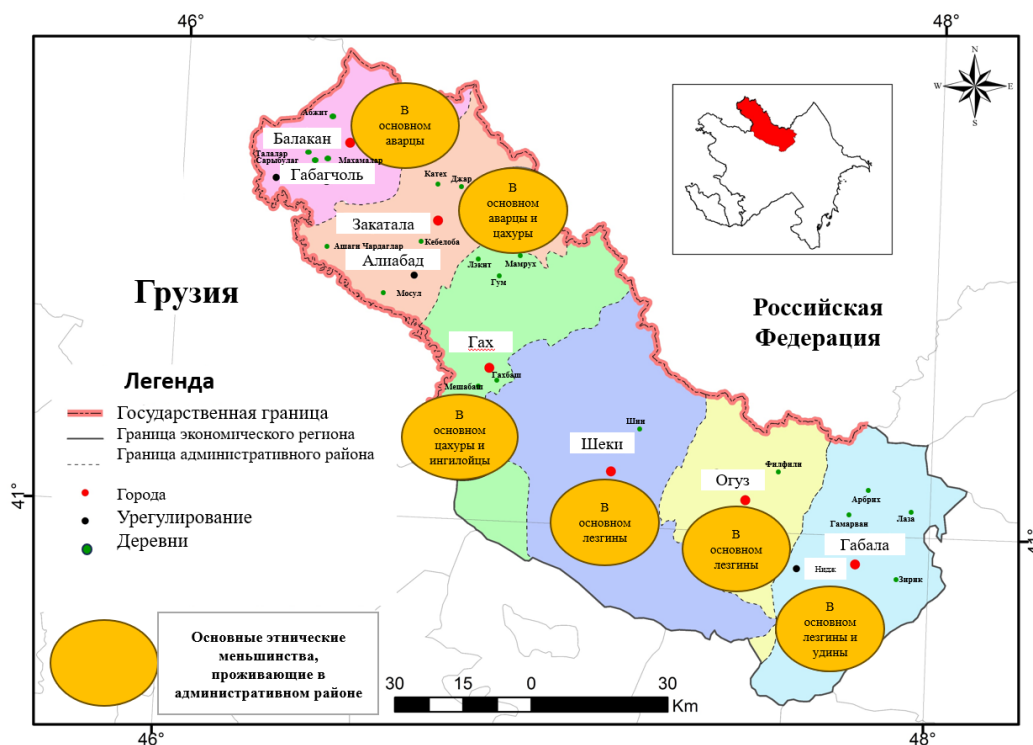 46°
48°
N
W E
S
Абжит
В
основном
аварцы
Балакан
Талалар
Сарыбулаг
Махамалар
Габагчоль
Катех
Джар
В
основном
аварцы и
цахуры
Закатала
Ашаги Чардаглар
Кебелоба
Алиабад
Лэкит
Мамрух
Гум
Мосул
Грузия
Российская
Федерация
Гах
Гахбаш
Мешабаш
В
основном
цахуры и
ингилойцы
Легенда
Государственная граница
Граница экономического региона
Граница административного района
Города
Урегулирование
Деревни
Шин
Шеки
В
основном
лезгины
Филфили
Огуз
В
основном
лезгины
Арбрих
Гамарван
Лаза
Габала
Нидж
Зирик
В
основном
лезгины и
удины
41°
41°
Основные этнические
меньшинства,
проживающие в
административном районе
30 15 0 30
Km
46°
48°